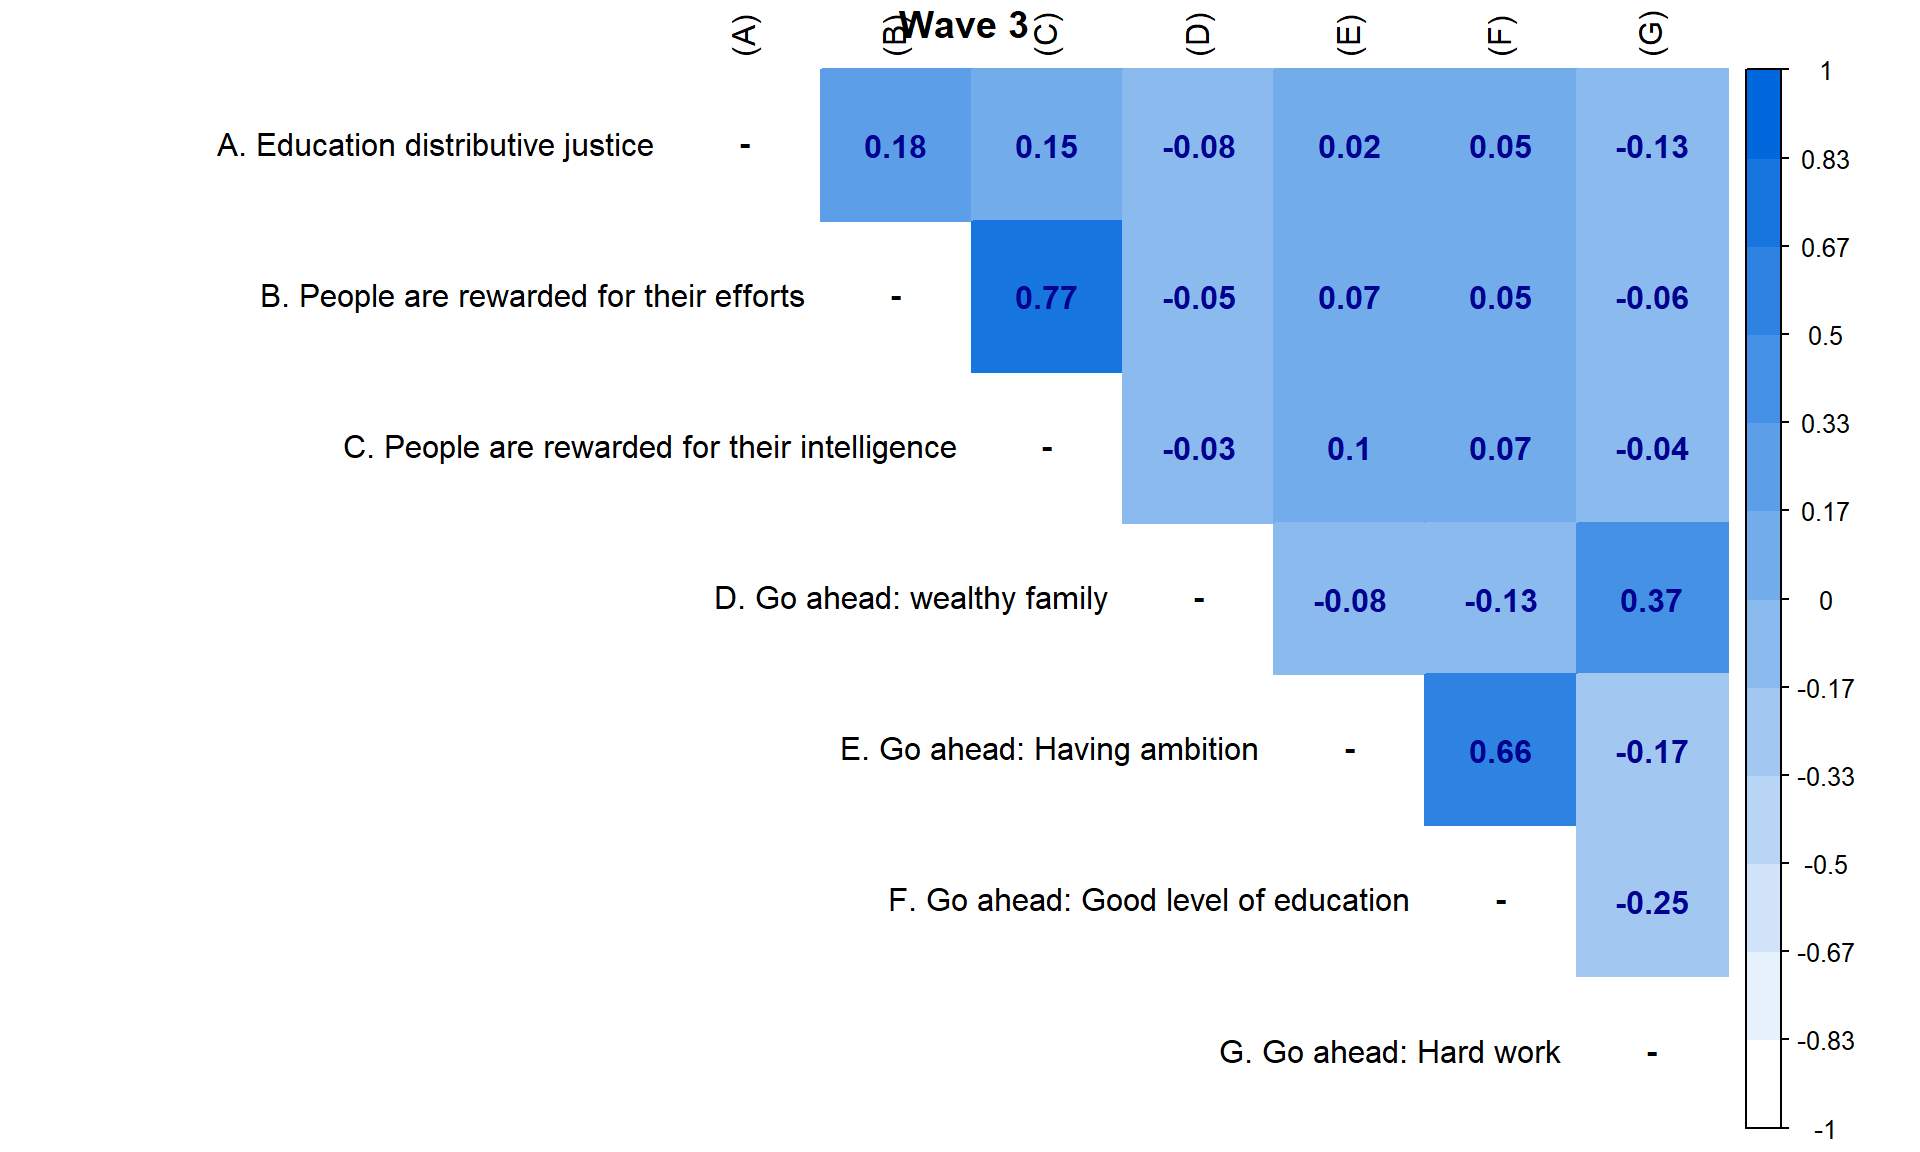 Wave 3
(A) (B) (C) (D) (E) (F) (G)
A. Education distributive justice - 0.18 0.15 -0.08 0.02 0.05 -0.13
B. People are rewarded for their efforts - 0.77 -0.05 0.07 0.05 -0.06
C. People are rewarded for their intelligence - -0.03 0.1 0.07 -0.04
D. Go ahead: wealthy family - -0.08 -0.13 0.37
E. Go ahead: Having ambition - 0.66 -0.17
F. Go ahead: Good level of education - -0.25
G. Go ahead: Hard work -
1
0.83
0.67
0.5
0.33
0.17
0
-0.17
-0.33
-0.5
-0.67
-0.83
-1